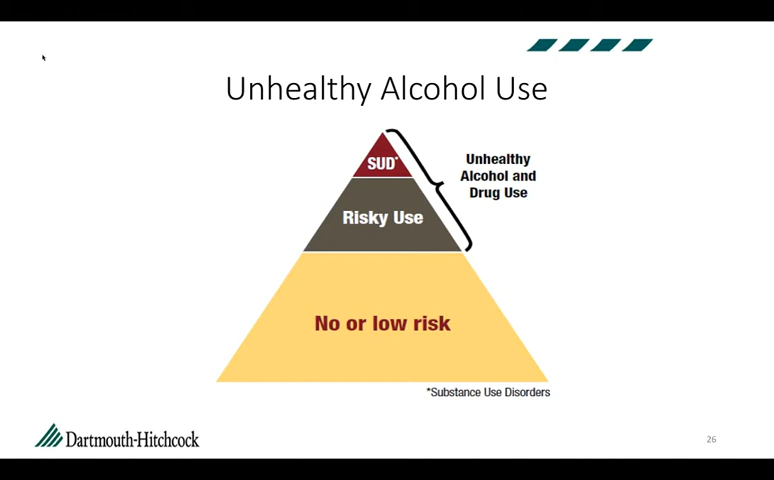 Unhealthy Alcohol Use
SUD*
Unhealthy
Alcohol and
Drug Use
Risky Use
No or low risk
*Substance Use Disorders
Dartmouth-Hitchcock
26